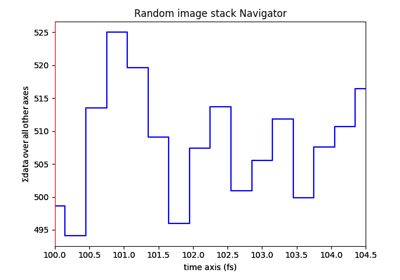 Random image stack Navigator
525
520
515
510
505
500
495
Σdata over all other axes
100.0 100.5 101.0 101.5 102.0 102.5 103.0 103.5 104.0 104.5
time axis (fs)